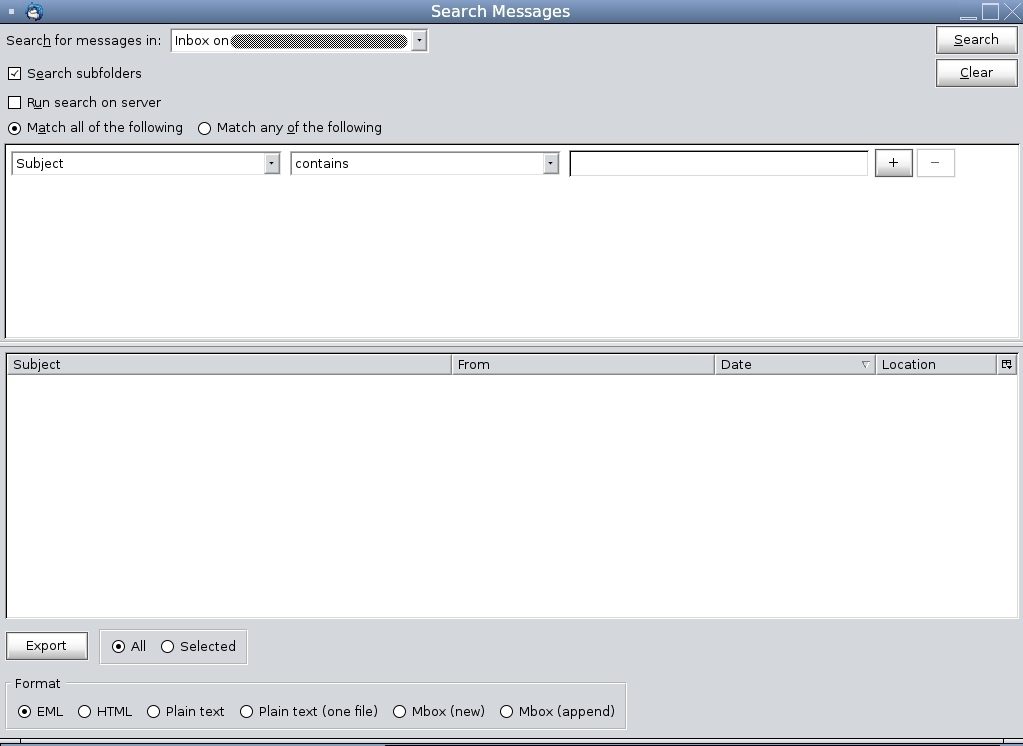 Search Messages
Search for messages in: Inbox on
Search
Search subfolders
Clear
Run search on server
Match all of the following Match any of the following
Subject contains + −
Subject From Date Location
Export All Selected
Format
EML HTML Plain text Plain text (one file) Mbox (new) Mbox (append)